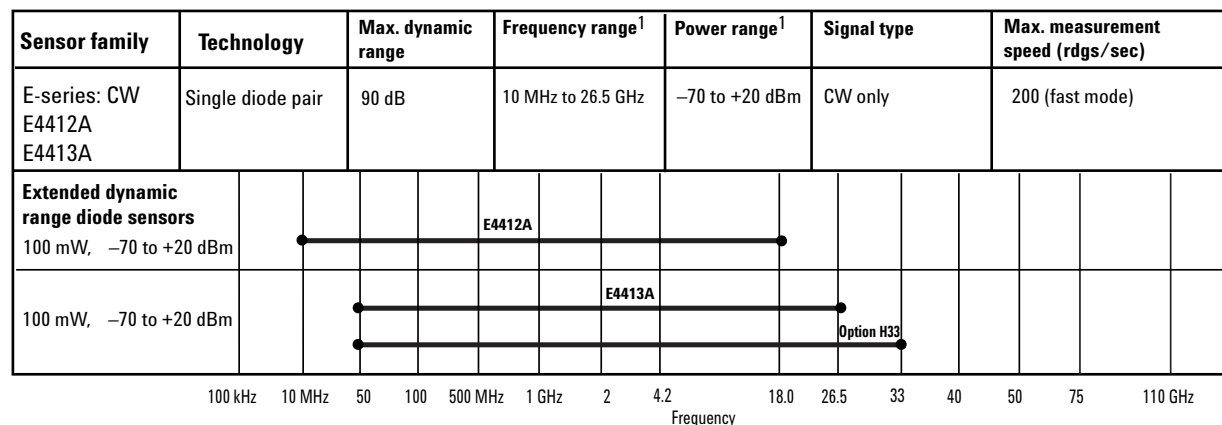 Sensor family Technology Max. dynamic range Frequency range1 Power range1 Signal type Max. measurement speed (rdgs/sec)
E-series: CW Single diode pair 90 dB 10 MHz to 26.5 GHz –70 to +20 dBm CW only 200 (fast mode)
E4412A
E4413A
Extended dynamic
range diode sensors
E4412A
100 mW, –70 to +20 dBm
E4413A
100 mW, –70 to +20 dBm
Option H33
100 kHz 10 MHz 50 100 500 MHz 1 GHz 2 4.2 18.0 26.5 33 40 50 75 110 GHz
Frequency